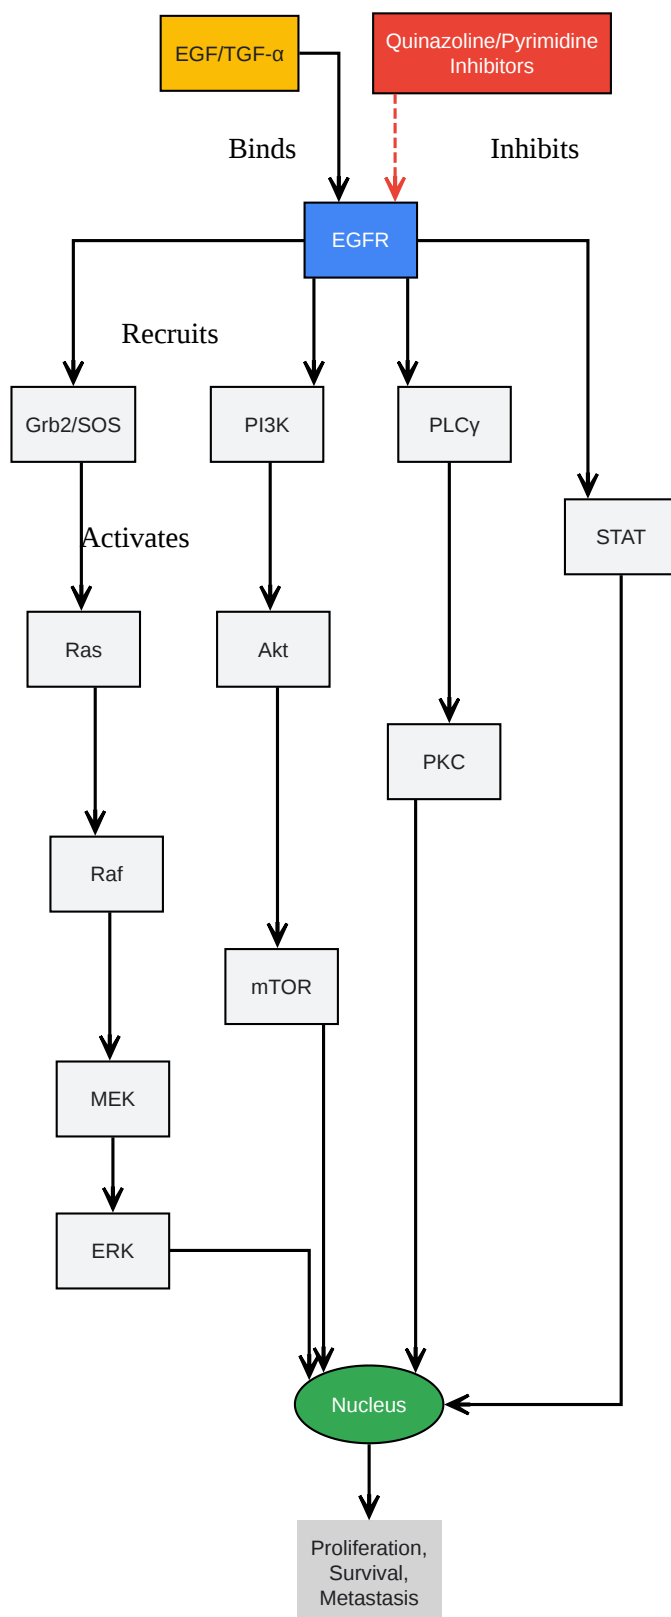 EGF/TGF-α
Quinazoline/Pyrimidine
Inhibitors
Binds
Inhibits
EGFR
Recruits
Grb2/SOS
PI3K
PLCγ
Activates
STAT
Ras
Akt
PKC
Raf
mTOR
MEK
ERK
Nucleus
Proliferation,
Survival,
Metastasis